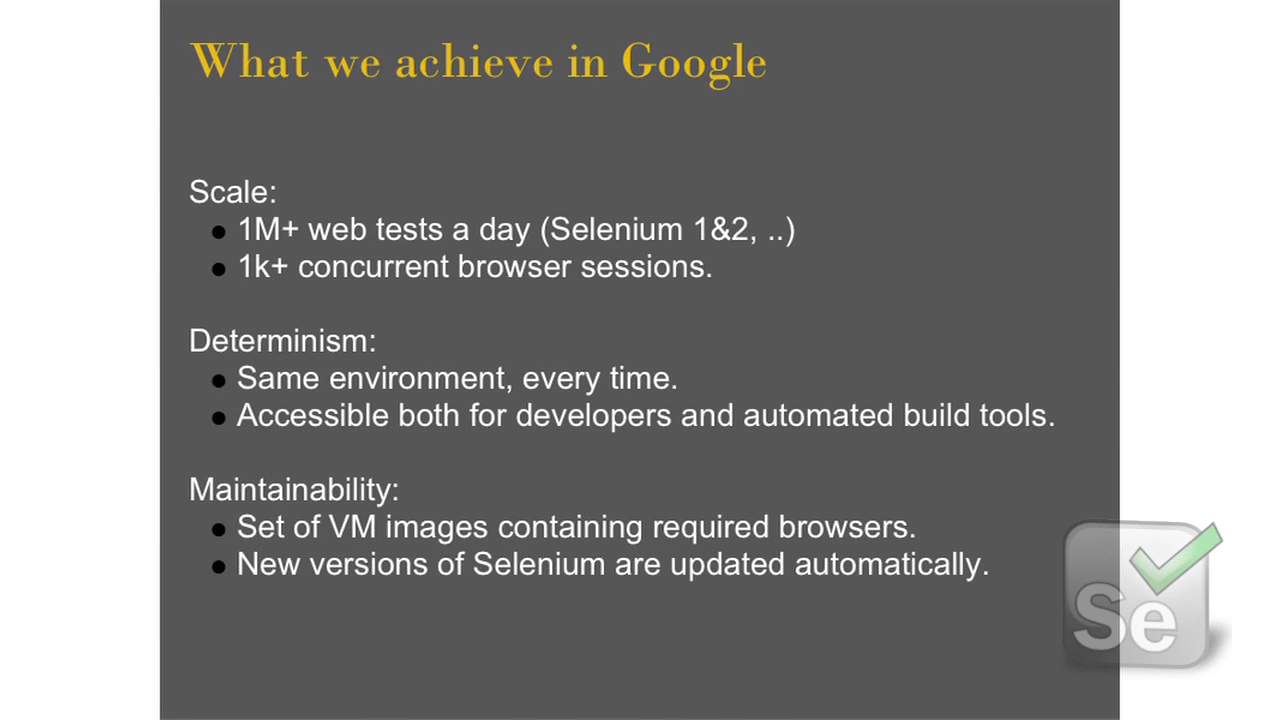 What we achieve in Google
Scale:
● 1M+ web tests a day (Selenium 1&2, ..)
● 1k+ concurrent browser sessions.
Determinism:
● Same environment, every time.
● Accessible both for developers and automated build tools.
Maintainability:
● Set of VM images containing required browsers.
● New versions of Selenium are updated automatically.
Se